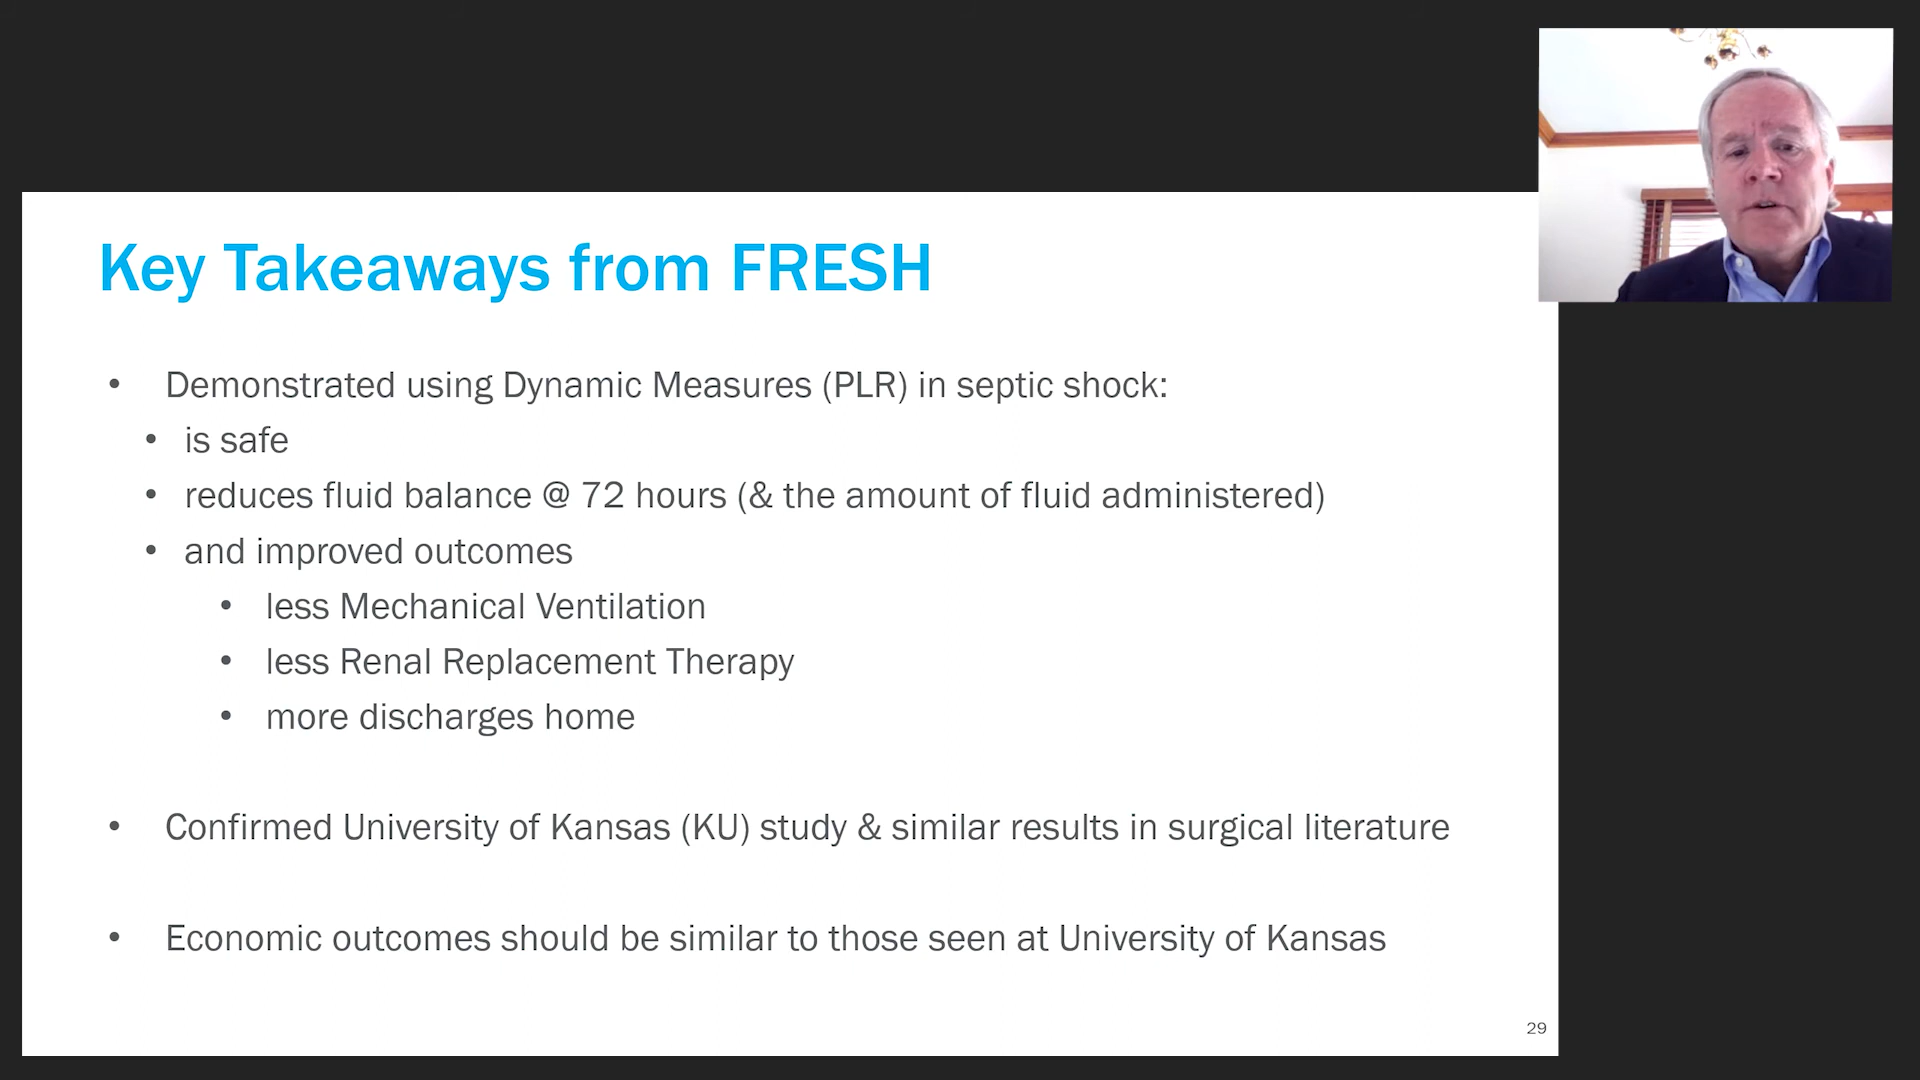 Key Takeaways from FRESH
• Demonstrated using Dynamic Measures (PLR) in septic shock:
• is safe
• reduces fluid balance @ 72 hours (& the amount of fluid administered)
• and improved outcomes
• less Mechanical Ventilation
• less Renal Replacement Therapy
• more discharges home
• Confirmed University of Kansas (KU) study & similar results in surgical literature
• Economic outcomes should be similar to those seen at University of Kansas
29